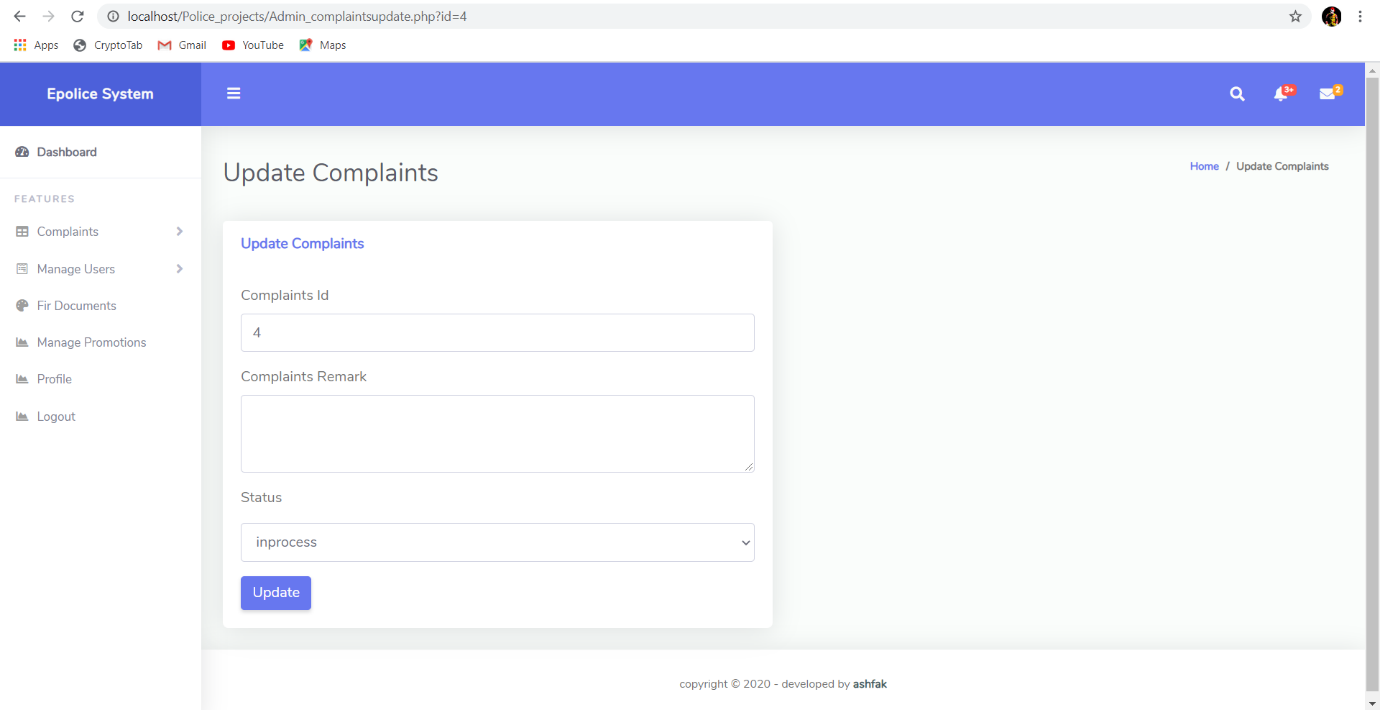 localhost/Police_projects/Admin_complaintsupdate.php?id=4
Apps CryptoTab Gmail YouTube Maps
Epolice System
3+ 2
Dashboard
Update Complaints
Home / Update Complaints
FEATURES
Complaints
Manage Users
Fir Documents
Manage Promotions
Profile
Logout
Update Complaints
Complaints Id
4
Complaints Remark
Status
inprocess
Update
copyright © 2020 - developed by ashfak